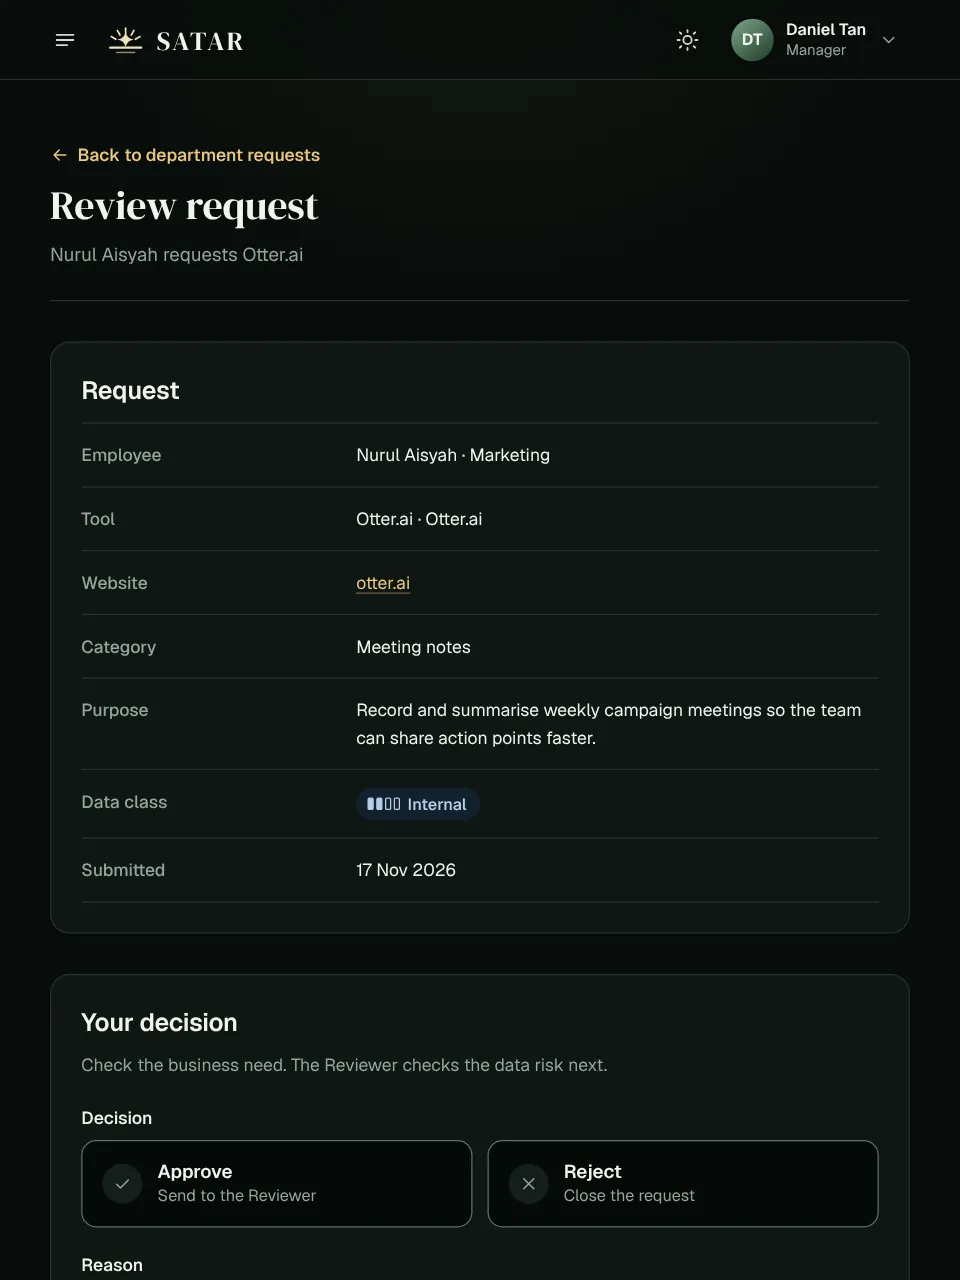 SATAR
DT
Daniel Tan
Manager
Back to department requests
Review request
Nurul Aisyah requests Otter.ai
Request
Employee
Nurul Aisyah · Marketing
Tool
Otter.ai · Otter.ai
Website
otter.ai
Category
Meeting notes
Purpose
Record and summarise weekly campaign meetings so the team
can share action points faster.
Data class
Internal
Submitted
17 Nov 2026
Your decision
Check the business need. The Reviewer checks the data risk next.
Decision
Approve
Send to the Reviewer
Reject
Close the request
Reason